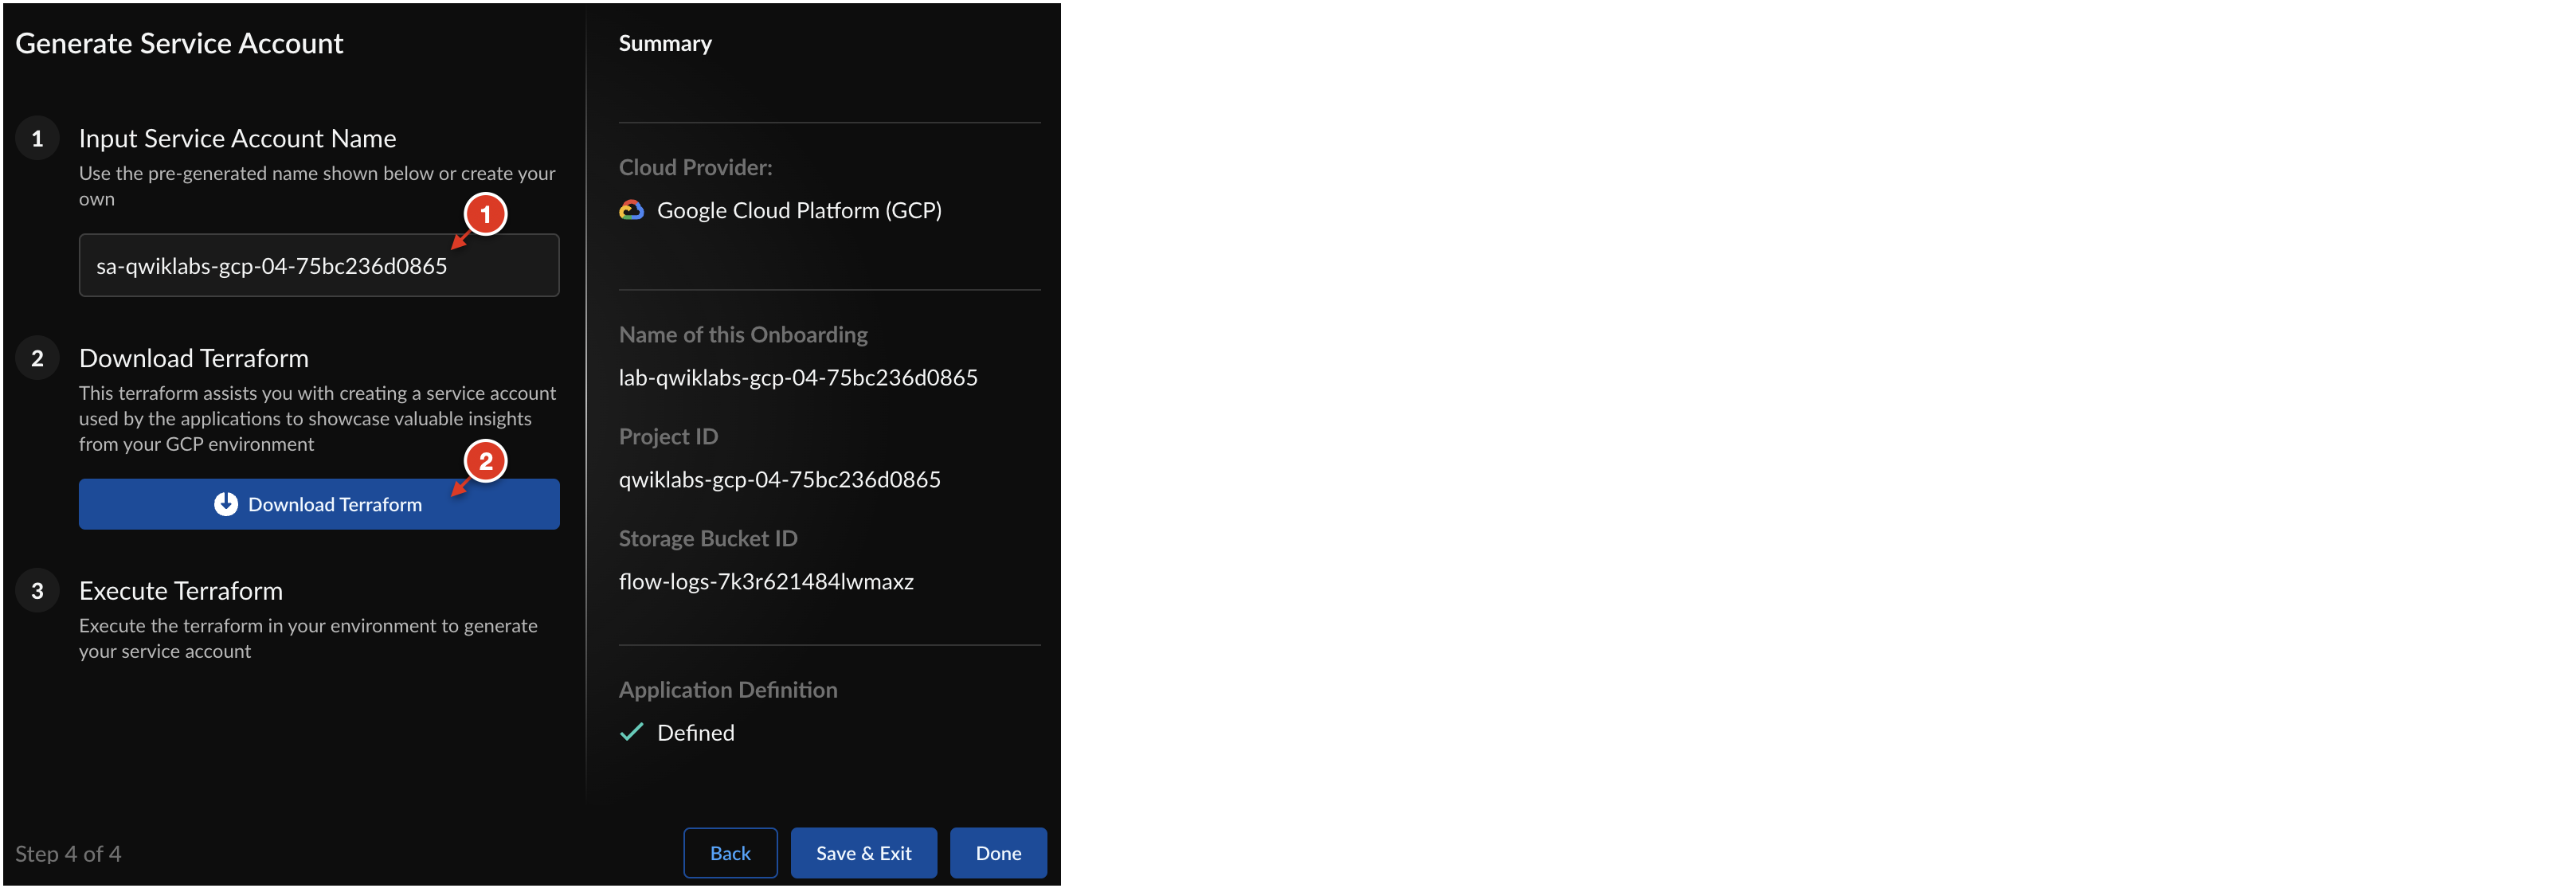 Generate Service Account
1
Input Service Account Name
Use the pre-generated name shown below or create your
own
1
sa-qwiklabs-gcp-04-75bc236d0865
2
Download Terraform
This terraform assists you with creating a service account
used by the applications to showcase valuable insights
from your GCP environment
2
Download Terraform
3
Execute Terraform
Execute the terraform in your environment to generate
your service account
Summary
Cloud Provider:
Google Cloud Platform (GCP)
Name of this Onboarding
lab-qwiklabs-gcp-04-75bc236d0865
Project ID
qwiklabs-gcp-04-75bc236d0865
Storage Bucket ID
flow-logs-7k3r621484lwmaxz
Application Definition
Defined
Step 4 of 4
Back
Save & Exit
Done